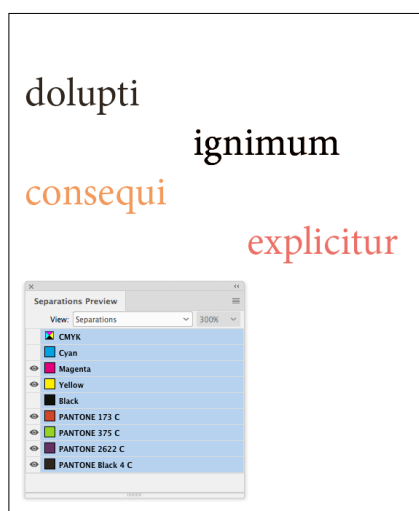 dolupti
ignimum
consequi
explicitur
Separations Preview
View: Separations 300%
CMYK
Cyan
Magenta
Yellow
Black
PANTONE 173 C
PANTONE 375 C
PANTONE 2622 C
PANTONE Black 4 C